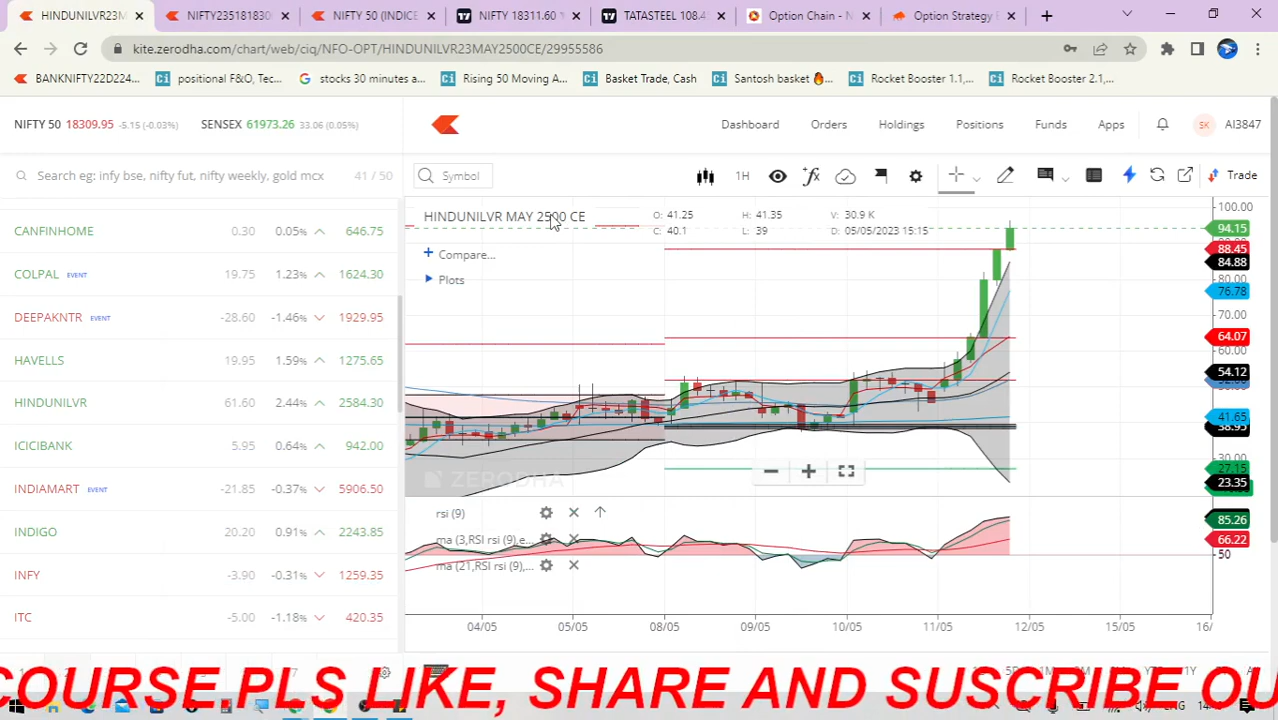 HINDUNILVR23M
NIFTY235181830
NIFTY 50 (INDICE
NIFTY 18311.60
TATASTEEL 108.4
Option Chain - N
Option Strategy
kite.zerodha.com/chart/web/ciq/NFO-OPT/HINDUNILVR23MAY2500CE/29955586
BANKNIFTY22D224...
positional F&O, Tec...
stocks 30 minutes a...
Rising 50 Moving A...
Basket Trade, Cash
Santosh basket 🔥...
Rocket Booster 1.1,...
Rocket Booster 2.1,...
NIFTY 50 18309.95 -5.15 (-0.03%)
SENSEX 61973.26 33.06 (0.05%)
Dashboard
Orders
Holdings
Positions
Funds
Apps
SK
AI3847
Search eg: infy bse, nifty fut, nifty weekly, gold mcx
41 / 50
Symbol
1H
Trade
CANFINHOME 0.30 0.05% 646.75
COLPAL EVENT 19.75 1.23% 1624.30
DEEPAKNTR EVENT -28.60 -1.46% 1929.95
HAVELLS 19.95 1.59% 1275.65
HINDUNILVR 61.60 2.44% 2584.30
ICICIBANK 5.95 0.64% 942.00
INDIAMART EVENT -21.85 -0.37% 5906.50
INDIGO 20.20 0.91% 2243.85
INFY -3.90 -0.31% 1259.35
ITC -5.00 -1.18% 420.35
HINDUNILVR MAY 2500 CE
O: 41.25 H: 41.35 V: 30.9 K
C: 40.1 L: 39 D: 05/05/2023 15:15
Compare...
Plots
ZERODHA
100.00
94.15
88.45
84.88
80.00
76.78
70.00
64.07
60.00
54.12
41.65
38.95
30.00
27.15
23.35
rsi (9)
ma (3,RSI rsi (9),e...
ma (21,RSI rsi (9),...
85.26
66.22
50
04/05
05/05
08/05
09/05
10/05
11/05
12/05
15/05
16/
COURSE PLS LIKE, SHARE AND SUSCRIBE OU
ENG